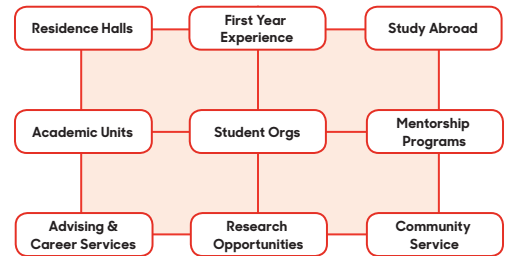 Residence Halls
First Year
Experience
Study Abroad
Academic Units
Student Orgs
Mentorship
Programs
Advising &
Career Services
Research
Opportunities
Community
Service